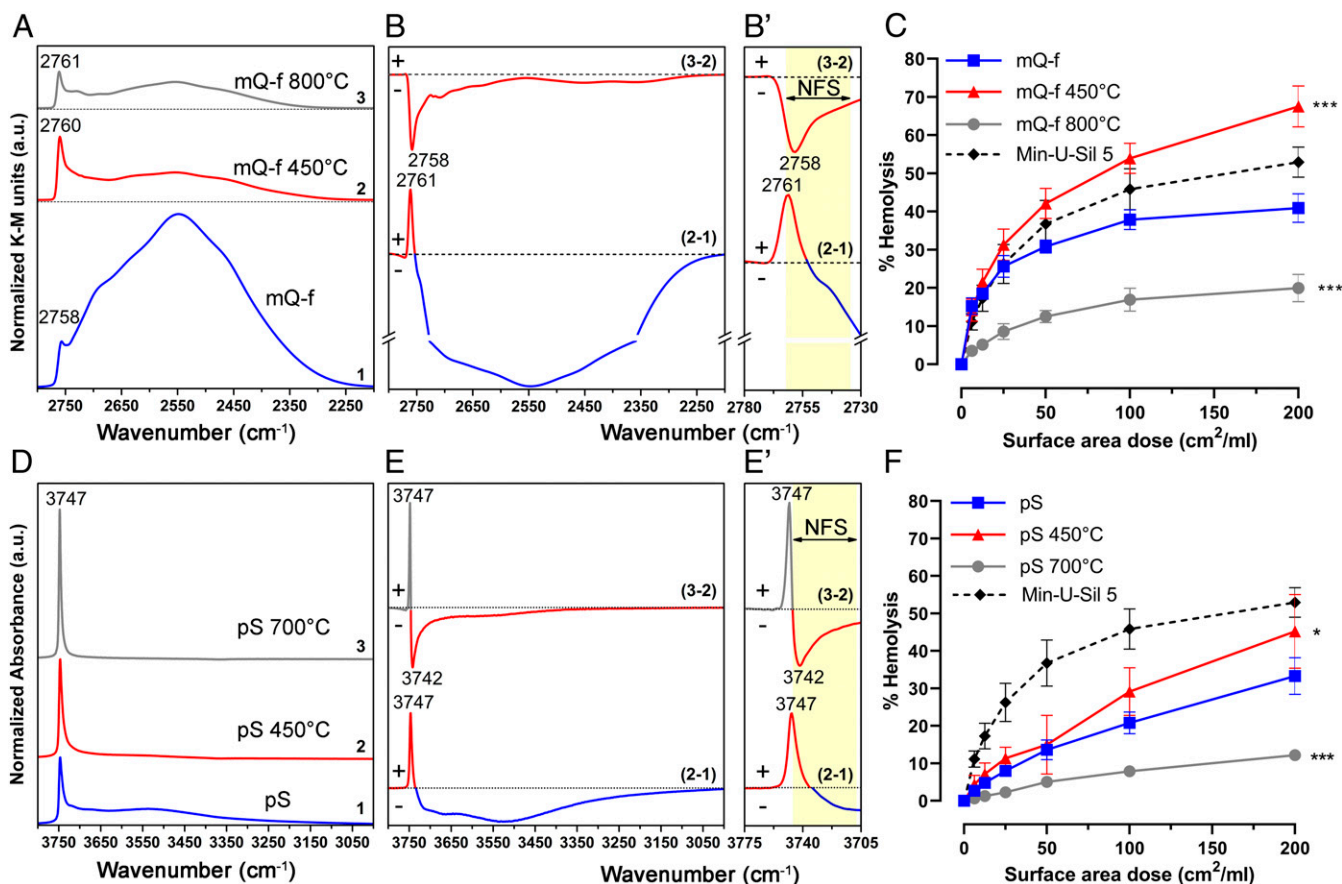 A
Normalized K-M units (a.u.)
2761
mQ-f 800°C
3
2760
mQ-f 450°C
2
2758
mQ-f
1
2750 2650 2550 2450 2350 2250
Wavenumber (cm⁻¹)
B
+
-
(3-2)
2758
2761
+
-
(2-1)
2750 2650 2550 2450 2350 2250
Wavenumber (cm⁻¹)
B'
+
-
(3-2)
NFS
2758
2761
+
-
(2-1)
2780 2755 2730
C
% Hemolysis
80
70
60
50
40
30
20
10
0
mQ-f
mQ-f 450°C
mQ-f 800°C
Min-U-Sil 5
***
***
0 50 100 150 200
Surface area dose (cm²/ml)
D
Normalized Absorbance (a.u.)
3747
pS 700°C
3
pS 450°C
2
pS
1
3750 3650 3550 3450 3350 3250 3150 3050
Wavenumber (cm⁻¹)
E
3747
+
-
(3-2)
3742
3747
+
-
(2-1)
3750 3650 3550 3450 3350 3250 3150 3050
Wavenumber (cm⁻¹)
E'
3747
NFS
+
-
(3-2)
3742
3747
+
-
(2-1)
3775 3740 3705
F
% Hemolysis
80
70
60
50
40
30
20
10
0
pS
pS 450°C
pS 700°C
Min-U-Sil 5
*
***
0 50 100 150 200
Surface area dose (cm²/ml)